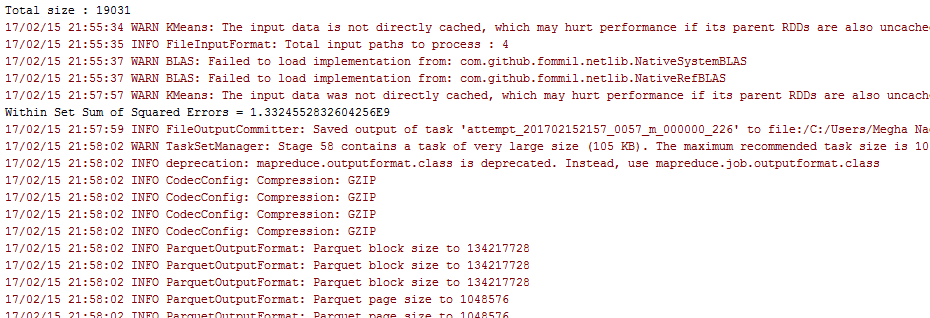 Total size : 19031
17/02/15 21:55:34 WARN KMeans: The input data is not directly cached, which may hurt performance if its parent RDDs are also uncache
17/02/15 21:55:35 INFO FileInputFormat: Total input paths to process : 4
17/02/15 21:55:37 WARN BLAS: Failed to load implementation from: com.github.fommil.netlib.NativeSystemBLAS
17/02/15 21:55:37 WARN BLAS: Failed to load implementation from: com.github.fommil.netlib.NativeRefBLAS
17/02/15 21:57:57 WARN KMeans: The input data was not directly cached, which may hurt performance if its parent RDDs are also uncach
Within Set Sum of Squared Errors = 1.3324552832604256E9
17/02/15 21:57:59 INFO FileOutputCommitter: Saved output of task 'attempt_201702152157_0057_m_000000_226' to file:/C:/Users/Megha Na
17/02/15 21:58:02 WARN TaskSetManager: Stage 58 contains a task of very large size (105 KB). The maximum recommended task size is 10
17/02/15 21:58:02 INFO deprecation: mapreduce.outputformat.class is deprecated. Instead, use mapreduce.job.outputformat.class
17/02/15 21:58:02 INFO CodecConfig: Compression: GZIP
17/02/15 21:58:02 INFO CodecConfig: Compression: GZIP
17/02/15 21:58:02 INFO CodecConfig: Compression: GZIP
17/02/15 21:58:02 INFO CodecConfig: Compression: GZIP
17/02/15 21:58:02 INFO ParquetOutputFormat: Parquet block size to 134217728
17/02/15 21:58:02 INFO ParquetOutputFormat: Parquet block size to 134217728
17/02/15 21:58:02 INFO ParquetOutputFormat: Parquet block size to 134217728
17/02/15 21:58:02 INFO ParquetOutputFormat: Parquet page size to 1048576
17/02/15 21:58:02 INFO ParquetOutputFormat: Parquet page size to 1048576